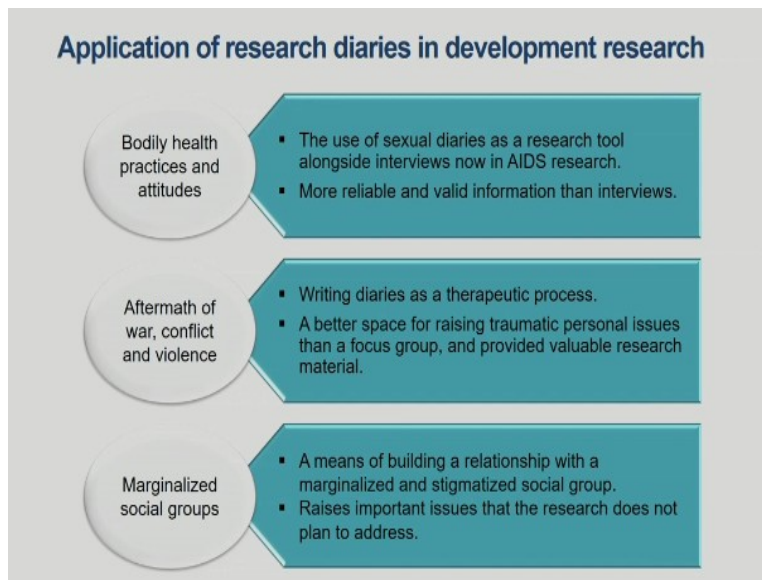 Application of research diaries in development research
Bodily health
practices and
attitudes
▪ The use of sexual diaries as a research tool
alongside interviews now in AIDS research.
▪ More reliable and valid information than interviews.
Aftermath of
war, conflict
and violence
▪ Writing diaries as a therapeutic process.
▪ A better space for raising traumatic personal issues
than a focus group, and provided valuable research
material.
Marginalized
social groups
▪ A means of building a relationship with a
marginalized and stigmatized social group.
▪ Raises important issues that the research does not
plan to address.